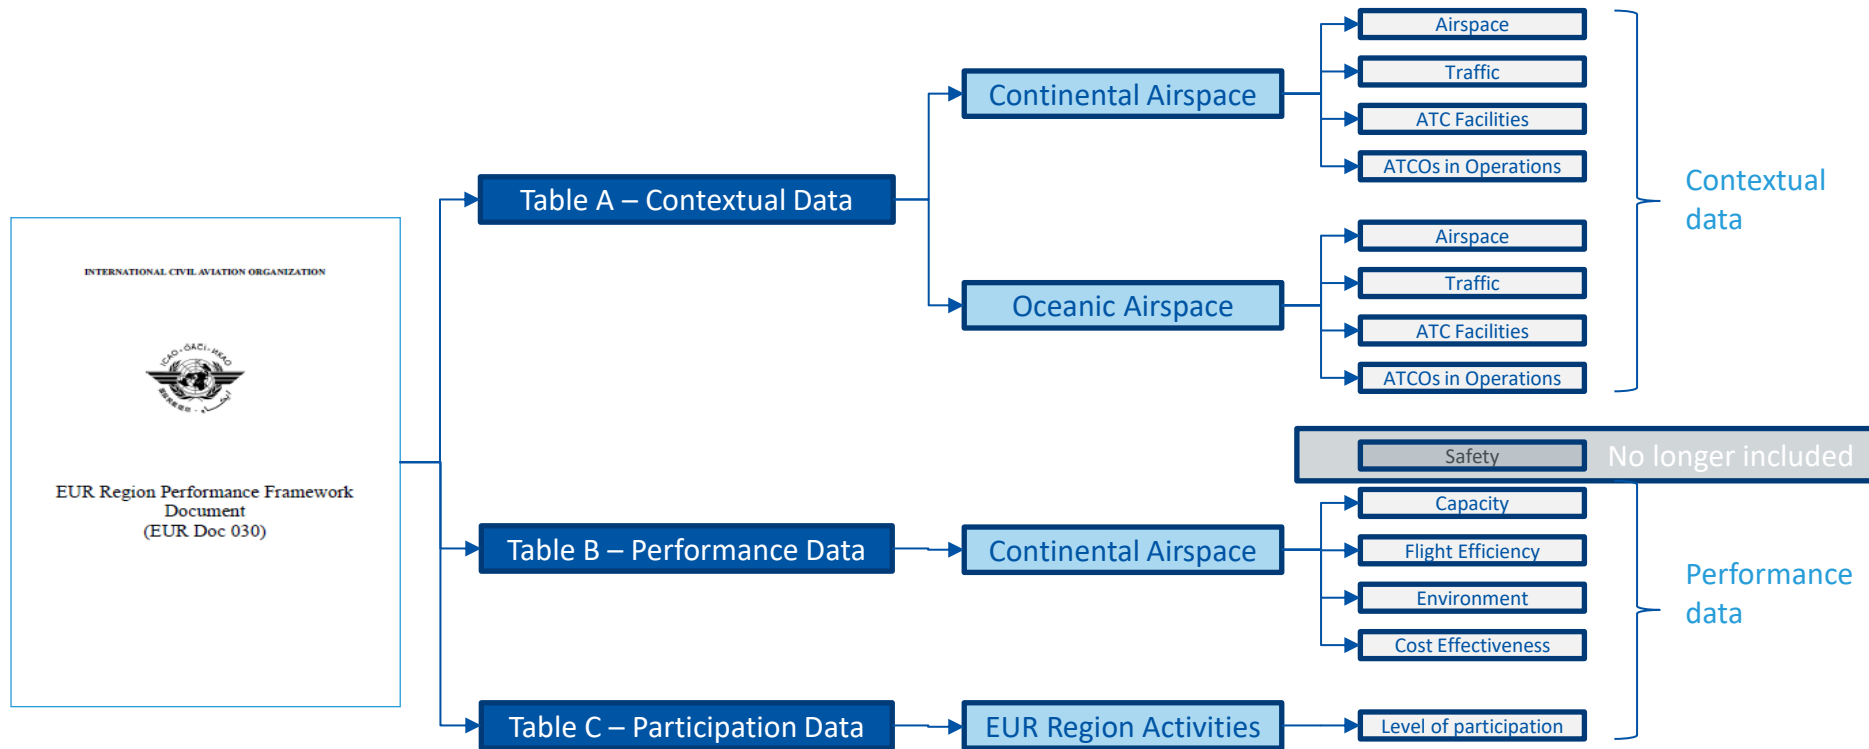 INTERNATIONAL CIVIL AVIATION ORGANIZATION
EUR Region Performance Framework
Document
(EUR Doc 030)
Table A – Contextual Data
Continental Airspace
Airspace
Traffic
ATC Facilities
ATCOs in Operations
Oceanic Airspace
Airspace
Traffic
ATC Facilities
ATCOs in Operations
Contextual
data
Safety
No longer included
Table B – Performance Data
Continental Airspace
Capacity
Flight Efficiency
Environment
Cost Effectiveness
Performance
data
Table C – Participation Data
EUR Region Activities
Level of participation